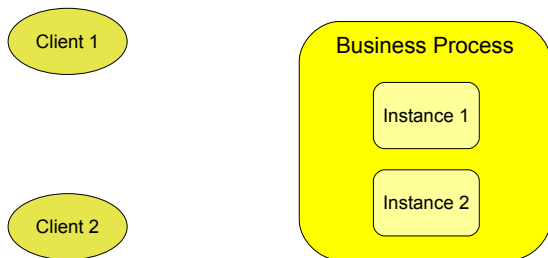 Client 1
Business Process
Instance 1
Instance 2
Client 2